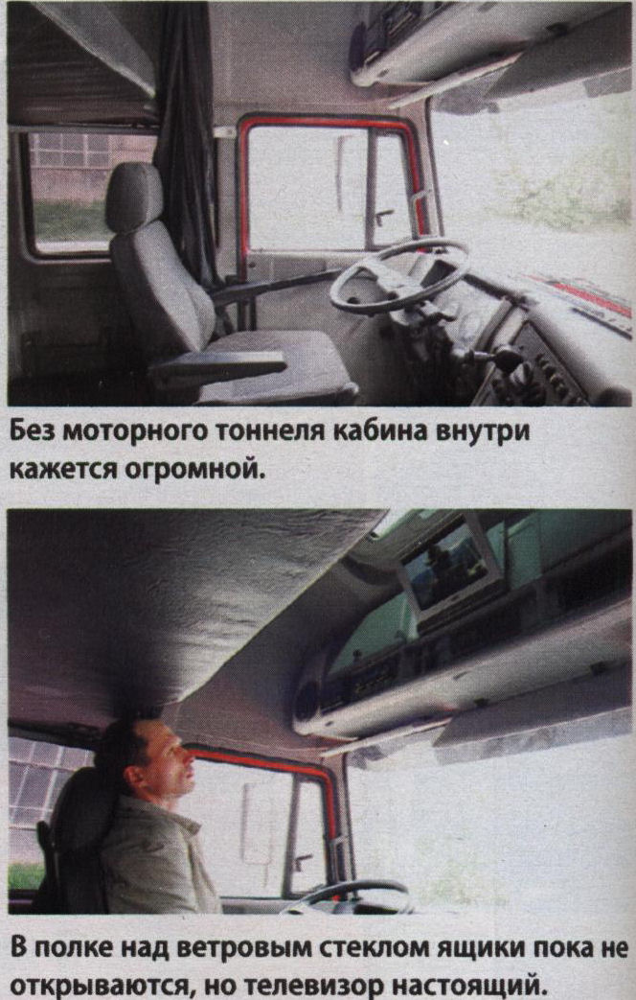 Без моторного тоннеля кабина внутри
кажется огромной.
В полке над ветровым стеклом ящики пока не
открываются, но телевизор настоящий.